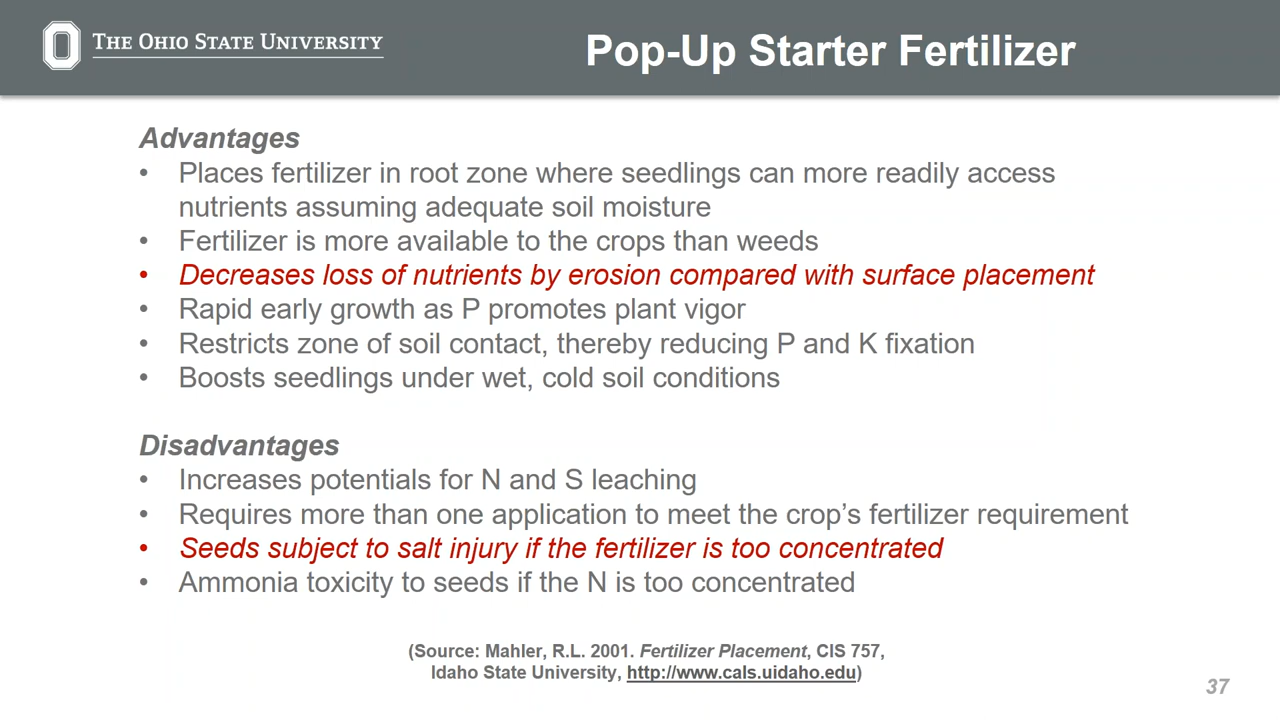 THE OHIO STATE UNIVERSITY
Pop-Up Starter Fertilizer
Advantages
• Places fertilizer in root zone where seedlings can more readily access
nutrients assuming adequate soil moisture
• Fertilizer is more available to the crops than weeds
• Decreases loss of nutrients by erosion compared with surface placement
• Rapid early growth as P promotes plant vigor
• Restricts zone of soil contact, thereby reducing P and K fixation
• Boosts seedlings under wet, cold soil conditions
Disadvantages
• Increases potentials for N and S leaching
• Requires more than one application to meet the crop’s fertilizer requirement
• Seeds subject to salt injury if the fertilizer is too concentrated
• Ammonia toxicity to seeds if the N is too concentrated
(Source: Mahler, R.L. 2001. Fertilizer Placement, CIS 757,
Idaho State University, http://www.cals.uidaho.edu)
37